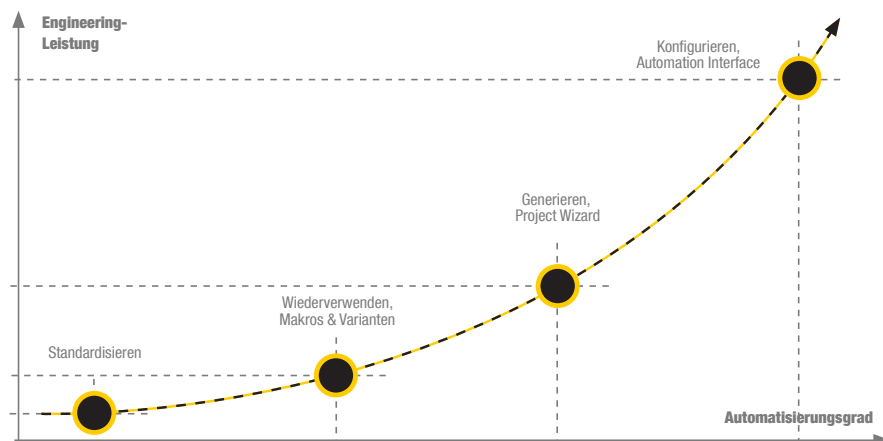 Engineering-
Leistung
Konfigurieren,
Automation Interface
Generieren,
Project Wizard
Wiederverwenden,
Makros & Varianten
Standardisieren
Automatisierungsgrad